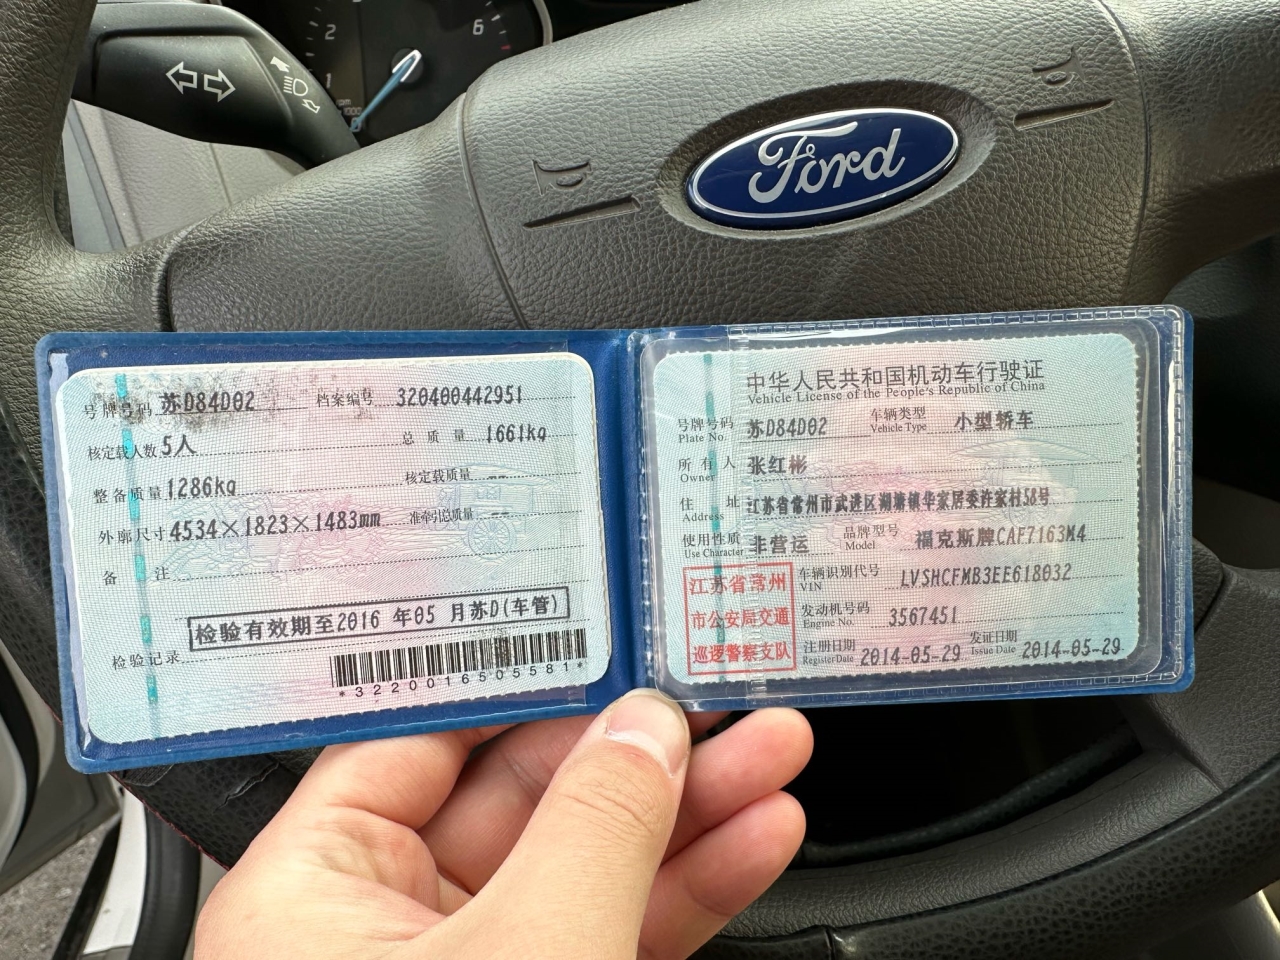 2
6
1
Ford
号牌号码 苏D84D02 档案编号 320400442951
核定载人数 5人 总质量 1661kg
整备质量 1286kg 核定载质量 --
外廓尺寸 4534×1823×1483mm 准牵引总质量 --
备注
检验有效期至2016 年05 月苏D(车管)
检验记录
*3220016505581*
中华人民共和国机动车行驶证
Vehicle License of the People's Republic of China
号牌号码 苏D84D02 车辆类型 小型轿车
Plate No. Vehicle Type
所有人 张红彬
Owner
住址 江苏省常州市武进区湖塘镇华家居委许家村58号
Address
使用性质 非营运 品牌型号 福克斯牌CAF7163M4
Use Character Model
江苏省常州
市公安局交通
巡逻警察支队
车辆识别代号 LVSHCFMB3EE618032
VIN
发动机号码 3567451
Engine No.
注册日期 2014-05-29 发证日期 2014-05-29
Register Date Issue Date